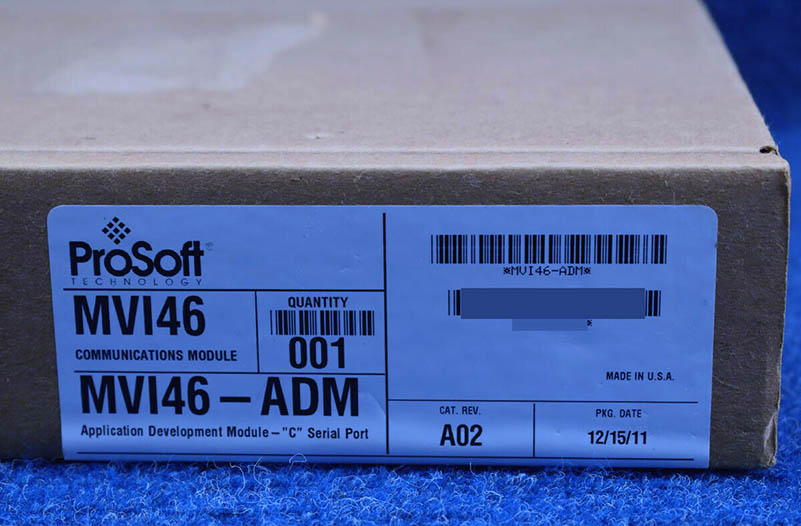 ProSoft
TECHNOLOGY
MVI46
COMMUNICATIONS MODULE
QUANTITY
001
MVI46-ADM
Application Development Module-"C" Serial Port
*MVI46-ADM*
*
MADE IN U.S.A.
CAT. REV.
A02
PKG. DATE
12/15/11